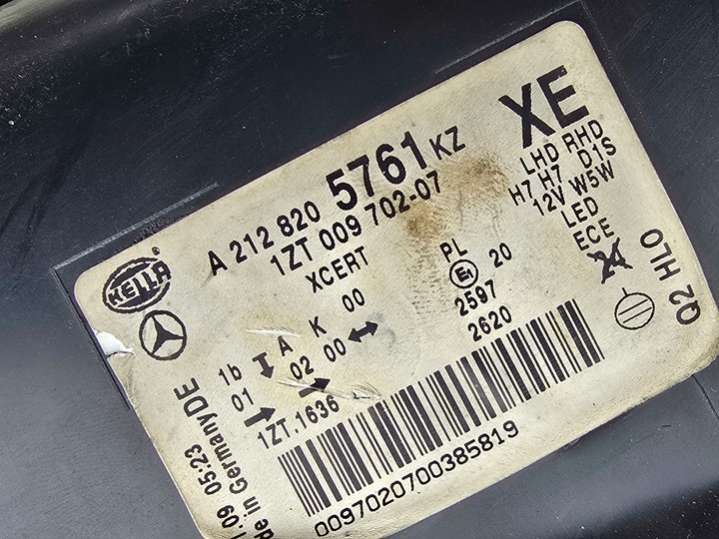 XE
A 212 820 5761 KZ
LHD RHD
1ZT 009 702-07
H7 H7 D1S
12V W5W
XCERT
PL
LED
HELLA
E1 20
ECE
00
2597
24
Q2 HLO
1b A K
2620
01 02 00
1ZT.1636
.09 05:23
de in Germany DE
0097020700385819